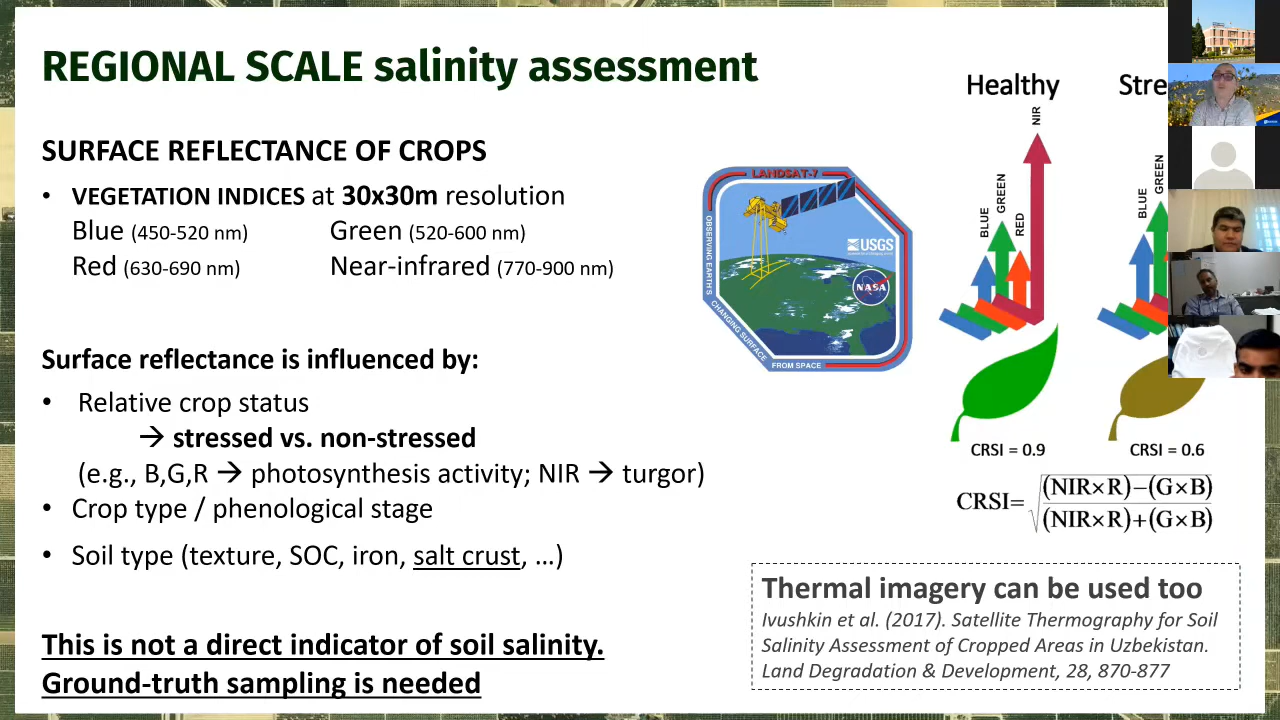 REGIONAL SCALE salinity assessment
SURFACE REFLECTANCE OF CROPS
• VEGETATION INDICES at 30x30m resolution
Blue (450-520 nm) Green (520-600 nm)
Red (630-690 nm) Near-infrared (770-900 nm)
Surface reflectance is influenced by:
• Relative crop status
→ stressed vs. non-stressed
(e.g., B,G,R → photosynthesis activity; NIR → turgor)
• Crop type / phenological stage
• Soil type (texture, SOC, iron, salt crust, …)
This is not a direct indicator of soil salinity.
Ground-truth sampling is needed
LANDSAT-7
OBSERVING EARTH'S
CHANGING SURFACE
FROM SPACE
USGS
NASA
Healthy
BLUE
GREEN
RED
NIR
CRSI = 0.9
Stre
BLUE
GREEN
CRSI = 0.6
CRSI=√((NIR×R)−(G×B)
(NIR×R)+(G×B))
Thermal imagery can be used too
Ivushkin et al. (2017). Satellite Thermography for Soil
Salinity Assessment of Cropped Areas in Uzbekistan.
Land Degradation & Development, 28, 870-877